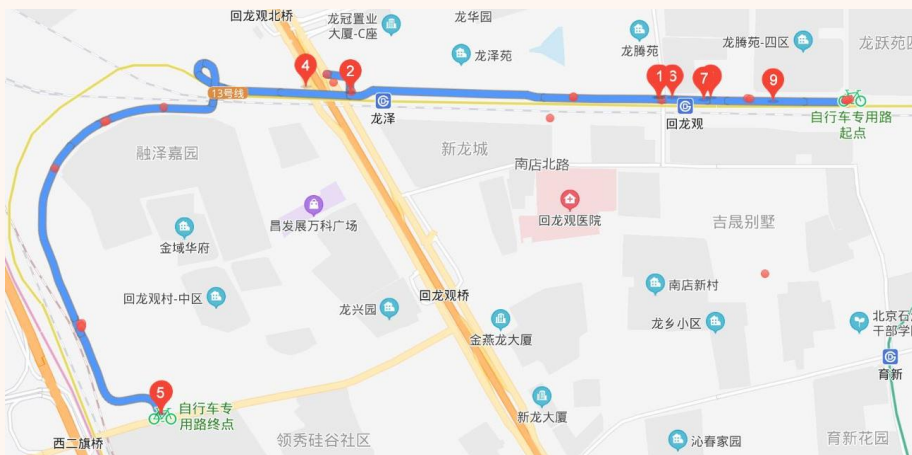 回龙观北桥
龙冠置业
大厦-C座
龙华园
龙泽苑
龙腾苑
龙腾苑-四区
龙跃苑四
4
2
1
6
7
9
13号线
龙泽
回龙观
自行车专用路
起点
融泽嘉园
新龙城
南店北路
昌发展万科广场
回龙观医院
吉晟别墅
金域华府
回龙观村-中区
龙兴园
回龙观桥
南店新村
金燕龙大厦
龙乡小区
北京石
干部学
育新
5
自行车专
用路终点
新龙大厦
西二旗桥
领秀硅谷社区
沁春家园
育新花园